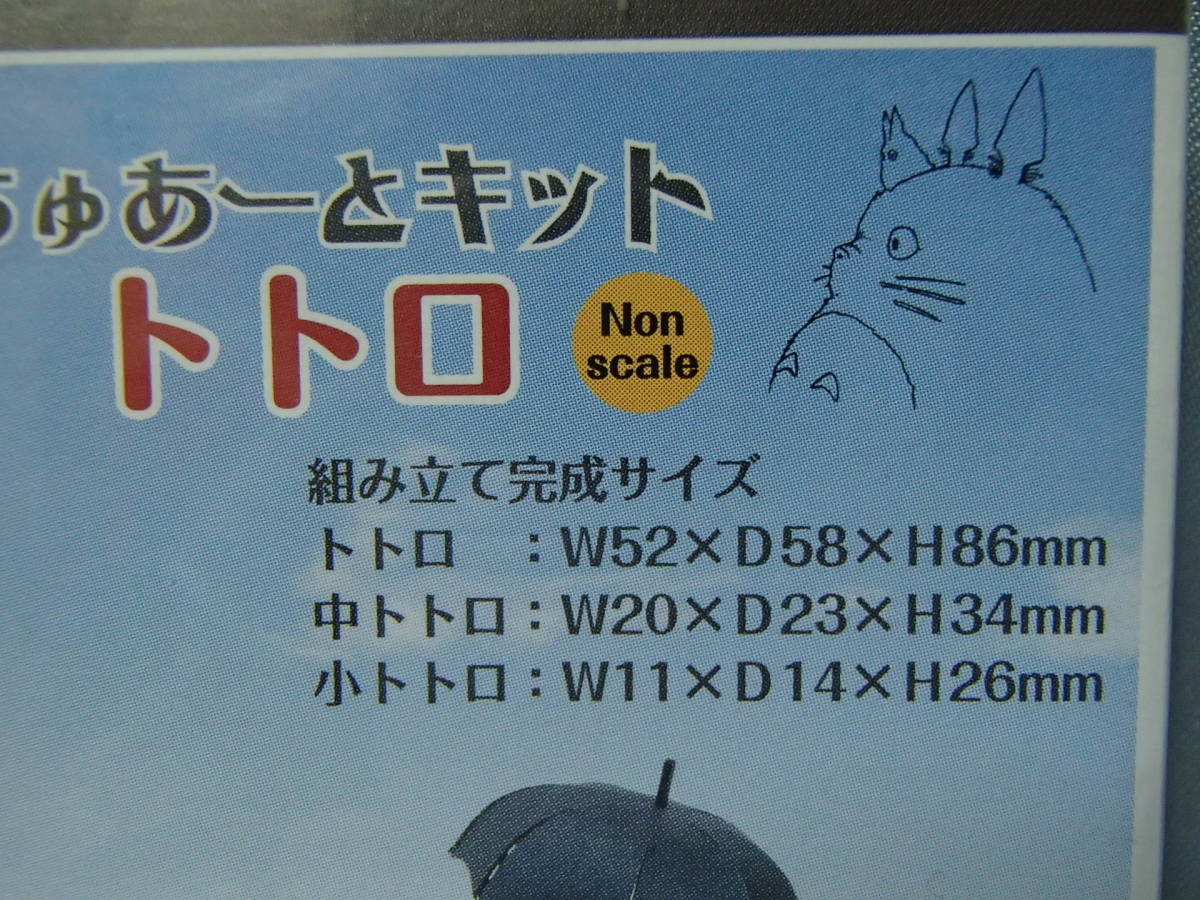 ちゅあーとキット
トトロ
Non
scale
組み立て完成サイズ
トトロ　：W52×D58×H86mm
中トトロ：W20×D23×H34mm
小トトロ：W11×D14×H26mm